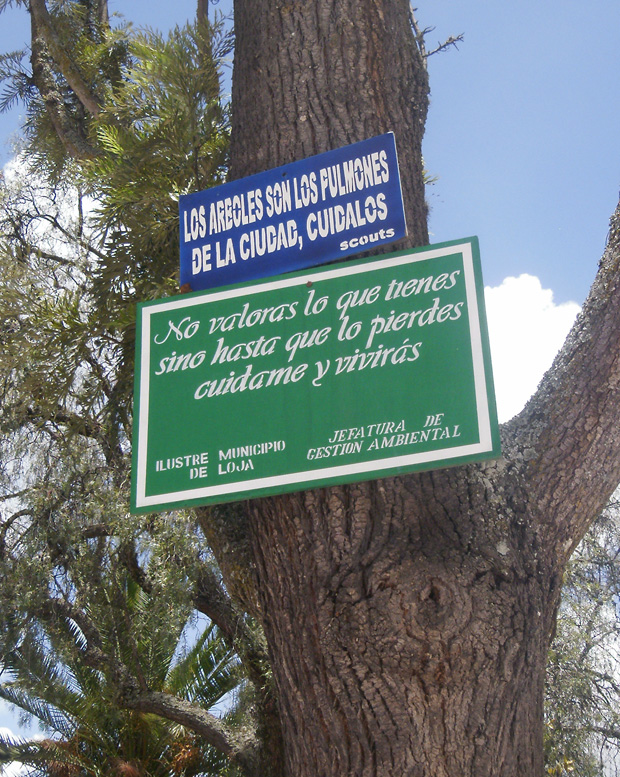 LOS ARBOLES SON LOS PULMONES
DE LA CIUDAD, CUIDALOS
scouts
No valoras lo que tienes
sino hasta que lo pierdes
cuidame y vivirás
ILUSTRE MUNICIPIO
DE LOJA
JEFATURA DE
GESTION AMBIENTAL